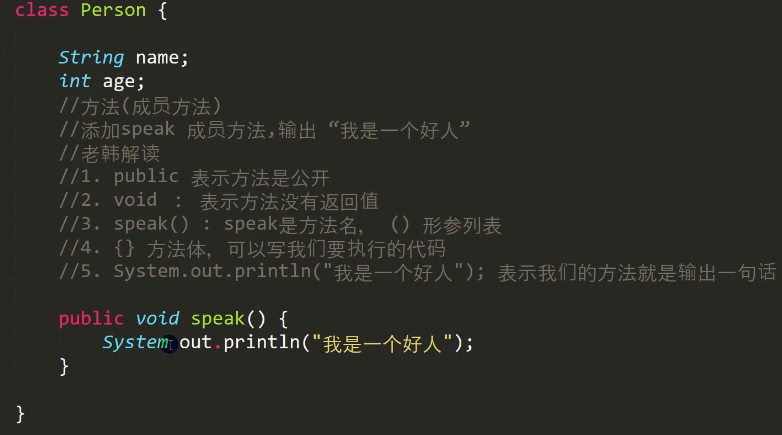 class Person {
String name;
int age;
//方法(成员方法)
//添加speak 成员方法,输出 “我是一个好人”
//老韩解读
//1. public 表示方法是公开
//2. void : 表示方法没有返回值
//3. speak() : speak是方法名, () 形参列表
//4. {} 方法体, 可以写我们要执行的代码
//5. System.out.println("我是一个好人"); 表示我们的方法就是输出一句话
public void speak() {
System.out.println("我是一个好人");
}
}